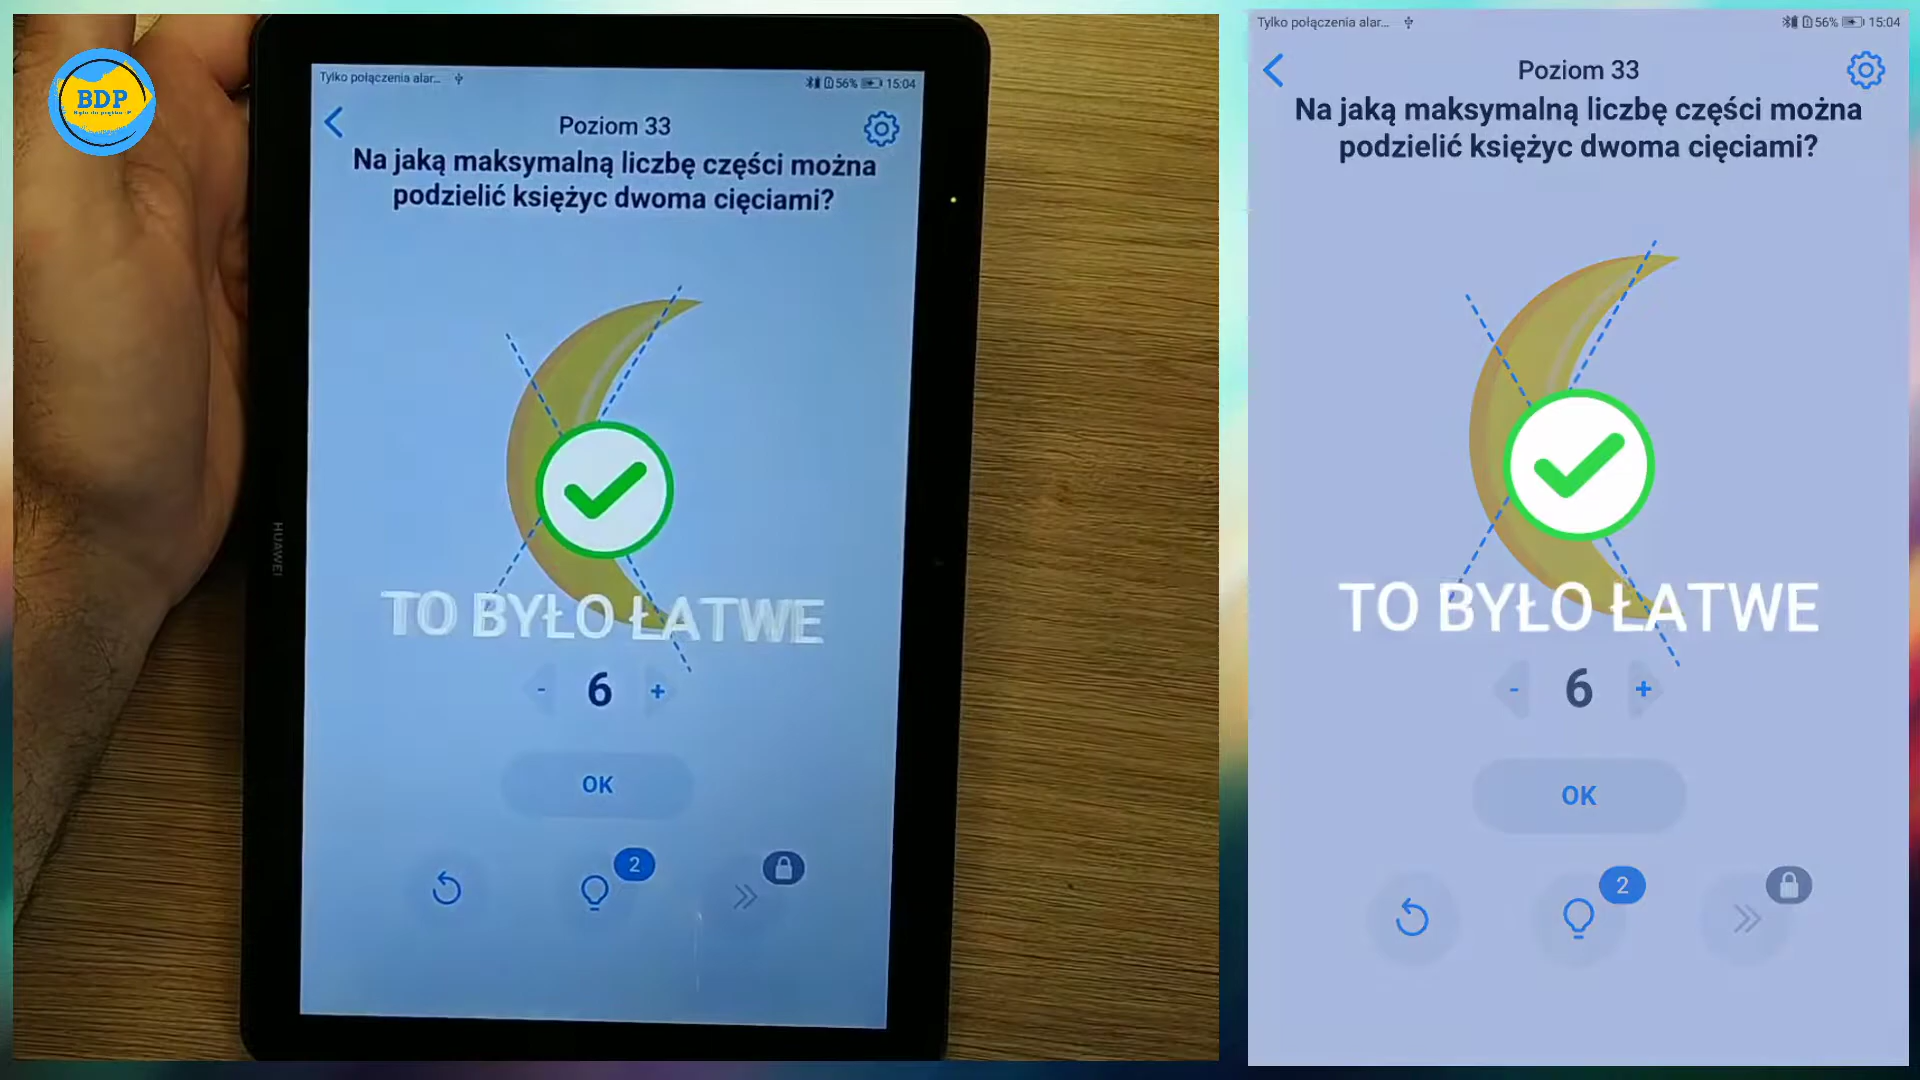 BDP
Tylko połączenia alar...
56% 15:04
Poziom 33
Na jaką maksymalną liczbę części można
podzielić księżyc dwoma cięciami?
TO BYŁO ŁATWE
- 6 +
OK
2
HUAWEI
Tylko połączenia alar...
56% 15:04
Poziom 33
Na jaką maksymalną liczbę części można
podzielić księżyc dwoma cięciami?
TO BYŁO ŁATWE
- 6 +
OK
2